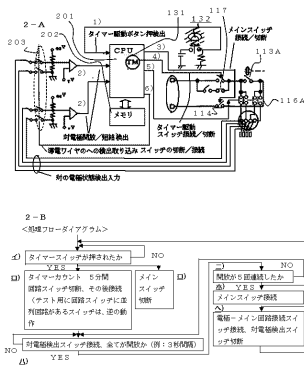 201
202
131
132
117
メインスイッチ
接続/切断
113A
203
2-A
1)
タイマー駆動ボタン押検出
CPU
TM
3)
4)
5)
6)
2)
2)
メモリ
対電極開放/短絡検出
タイマー駆動
スイッチ
接続/切断
114
116A
導電ワイヤへの検出取り込みスイッチの切断/接続
対の電極状態検出入力
2-B
<処理フローダイアグラム>
イ)
タイマースイッチが押されたか
NO
YES
ロ)
タイマーカウント 5分間
回路スイッチ切断、その後接続
(テスト用に回路スイッチに並
列回路があるスイッチは、逆の動
作
メイン
スイッチ
切断
ロ)
対電極検出スイッチ接続、全てが開放か(例:3秒間隔)
NO
YES
ハ)
ニ)
開放が5回連続したか
NO
ホ)
YES
メインスイッチ接続
ヘ)
電極-メイン回路接続スイッ
チ接続、対電極検出スイッ
チ切断